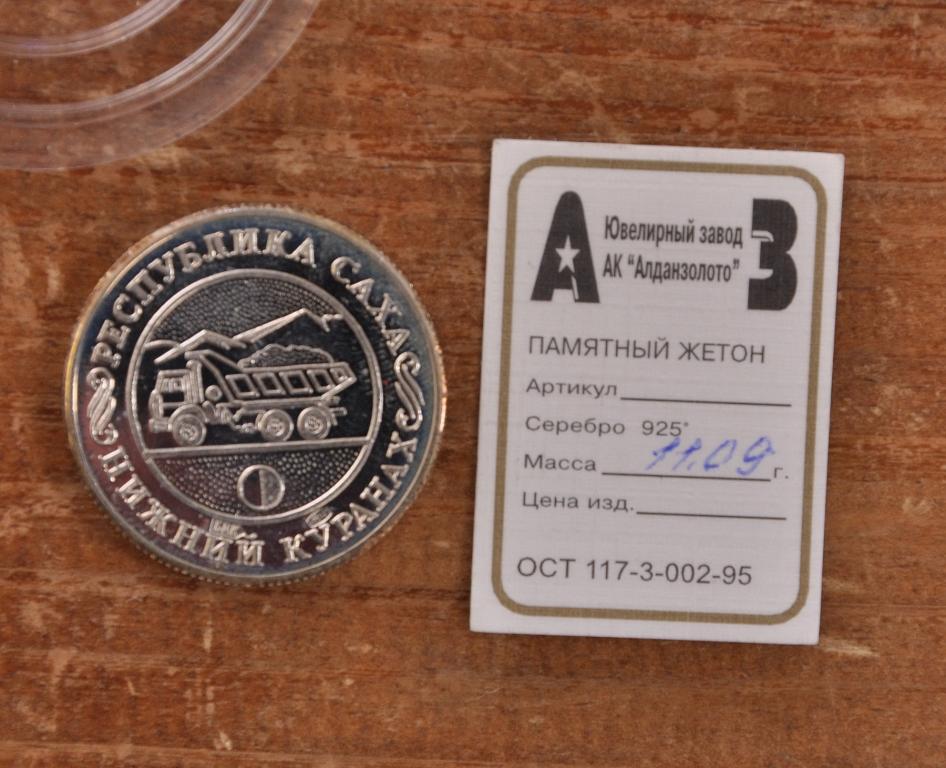 РЕСПУБЛИКА САХА
НИЖНИЙ КУРАНАХ
А
Ювелирный завод
АК "Алданзолото"
З
ПАМЯТНЫЙ ЖЕТОН
Артикул
Серебро 925°
Масса 11.09 г.
Цена изд.
ОСТ 117-3-002-95